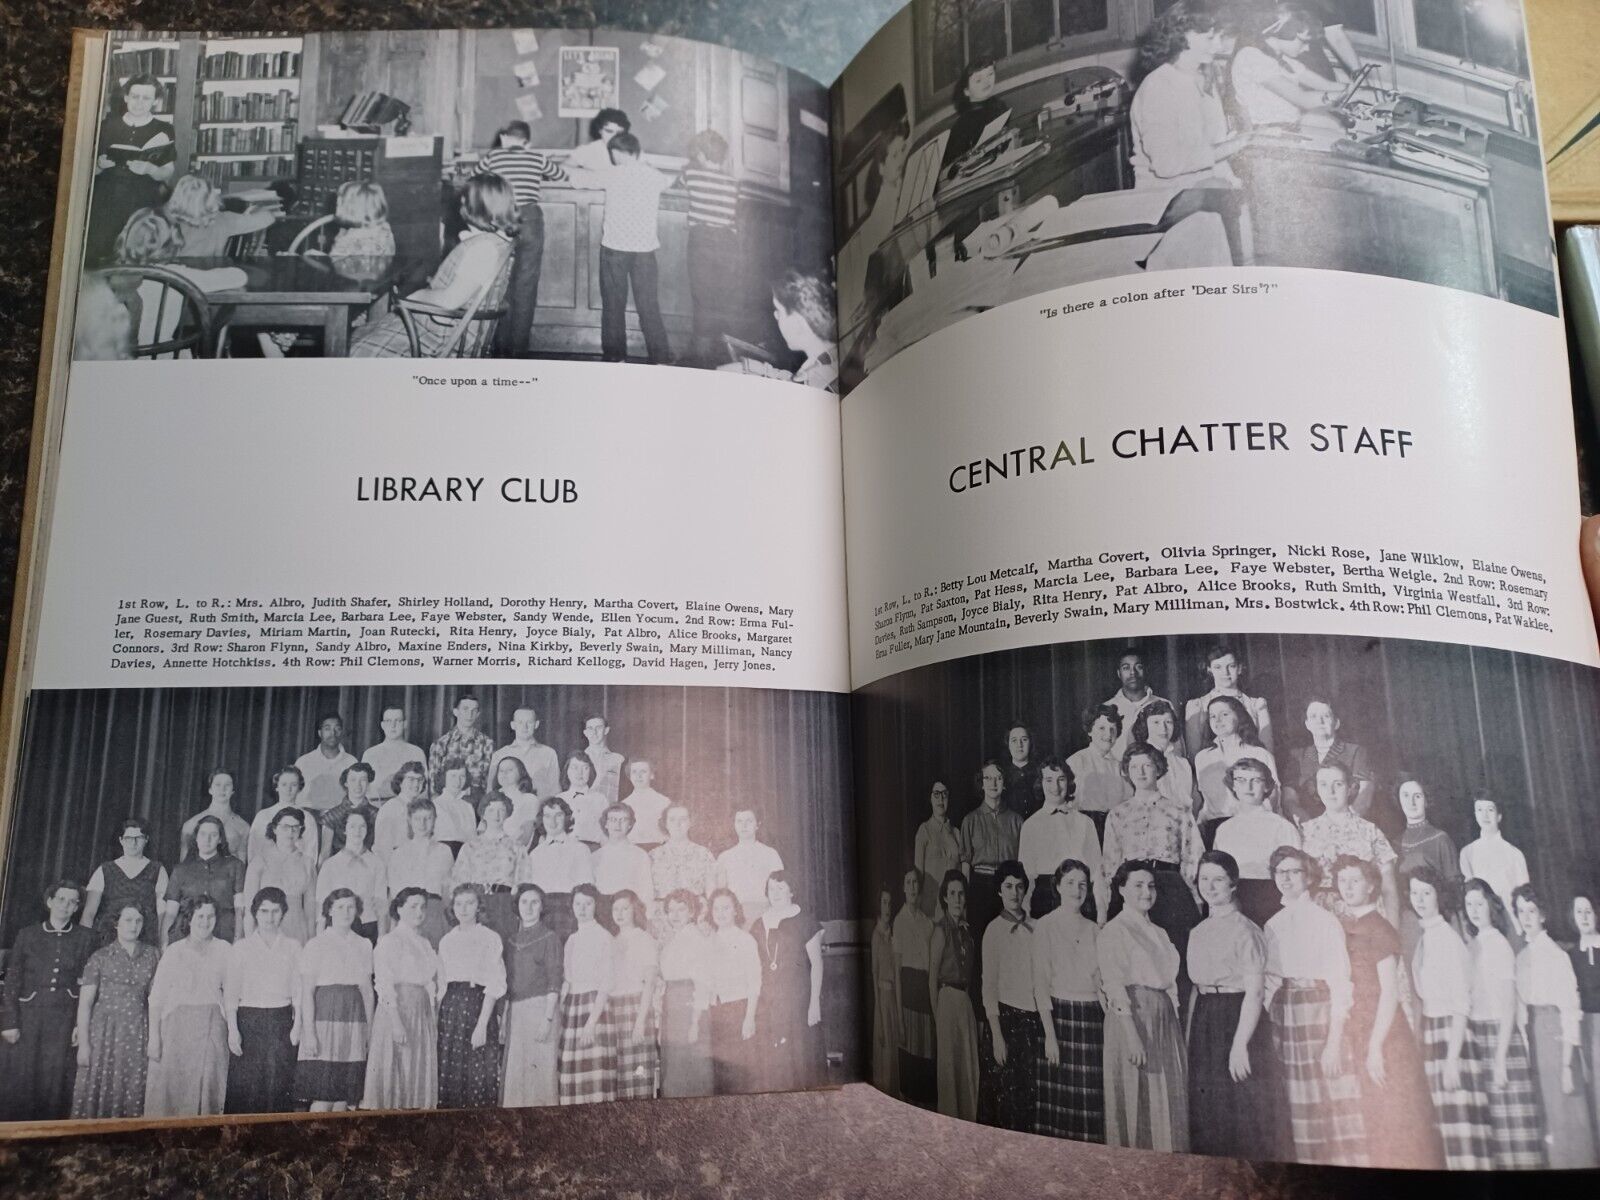 LET'S
"Once upon a time--"
LIBRARY CLUB
1st Row, L. to R.: Mrs. Albro, Judith Shafer, Shirley Holland, Dorothy Henry, Martha Covert, Elaine Owens, Mary
Jane Guest, Ruth Smith, Marcia Lee, Barbara Lee, Faye Webster, Sandy Wende, Ellen Yocum. 2nd Row: Erma Ful-
ler, Rosemary Davies, Miriam Martin, Joan Rutecki, Rita Henry, Joyce Bialy, Pat Albro, Alice Brooks, Margaret
Connors. 3rd Row: Sharon Flynn, Sandy Albro, Maxine Enders, Nina Kirkby, Beverly Swain, Mary Milliman, Nancy
Davies, Annette Hotchkiss. 4th Row: Phil Clemons, Warner Morris, Richard Kellogg, David Hagen, Jerry Jones.
"Is there a colon after 'Dear Sirs'?"
CENTRAL CHATTER STAFF
1st Row, L. to R.: Betty Lou Metcalf, Martha Covert, Olivia Springer, Nicki Rose, Jane Wilklow, Elaine Owens,
Sharon Flynn, Pat Saxton, Pat Hess, Marcia Lee, Barbara Lee, Faye Webster, Bertha Weigle. 2nd Row: Rosemary
Davies, Ruth Sampson, Joyce Bialy, Rita Henry, Pat Albro, Alice Brooks, Ruth Smith, Virginia Westfall. 3rd Row:
Erma Fuller, Mary Jane Mountain, Beverly Swain, Mary Milliman, Mrs. Bostwick. 4th Row: Phil Clemons, Pat Waklee.